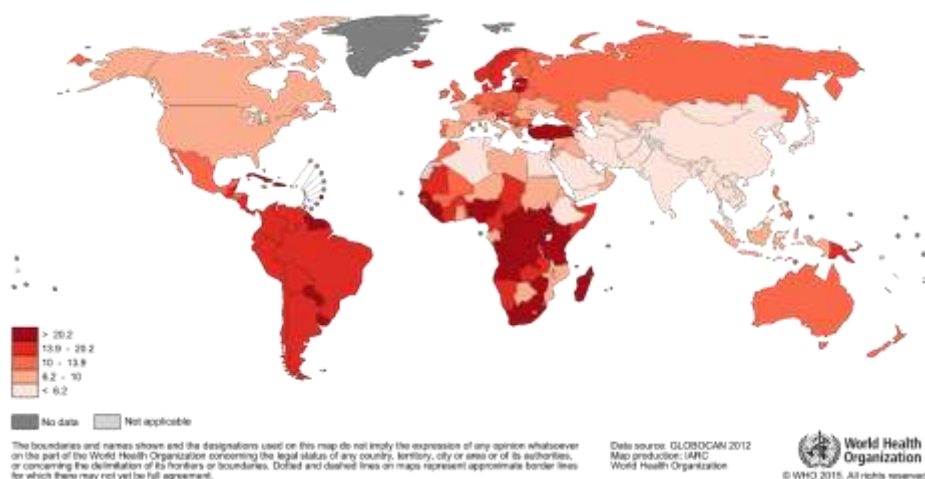 > 20.2
13.9 - 20.2
10 - 13.9
6.2 - 10
< 6.2
No data
Not applicable
The boundaries and names shown and the designations used on this map do not imply the expression of any opinion whatsoever
on the part of the World Health Organization concerning the legal status of any country, territory, city or area or of its authorities,
or concerning the delimitation of its frontiers or boundaries. Dotted and dashed lines on maps represent approximate border lines
for which there may not yet be full agreement.
Data source: GLOBOCAN 2012
Map production: IARC
World Health Organization
World Health
Organization
© WHO 2015. All rights reserved